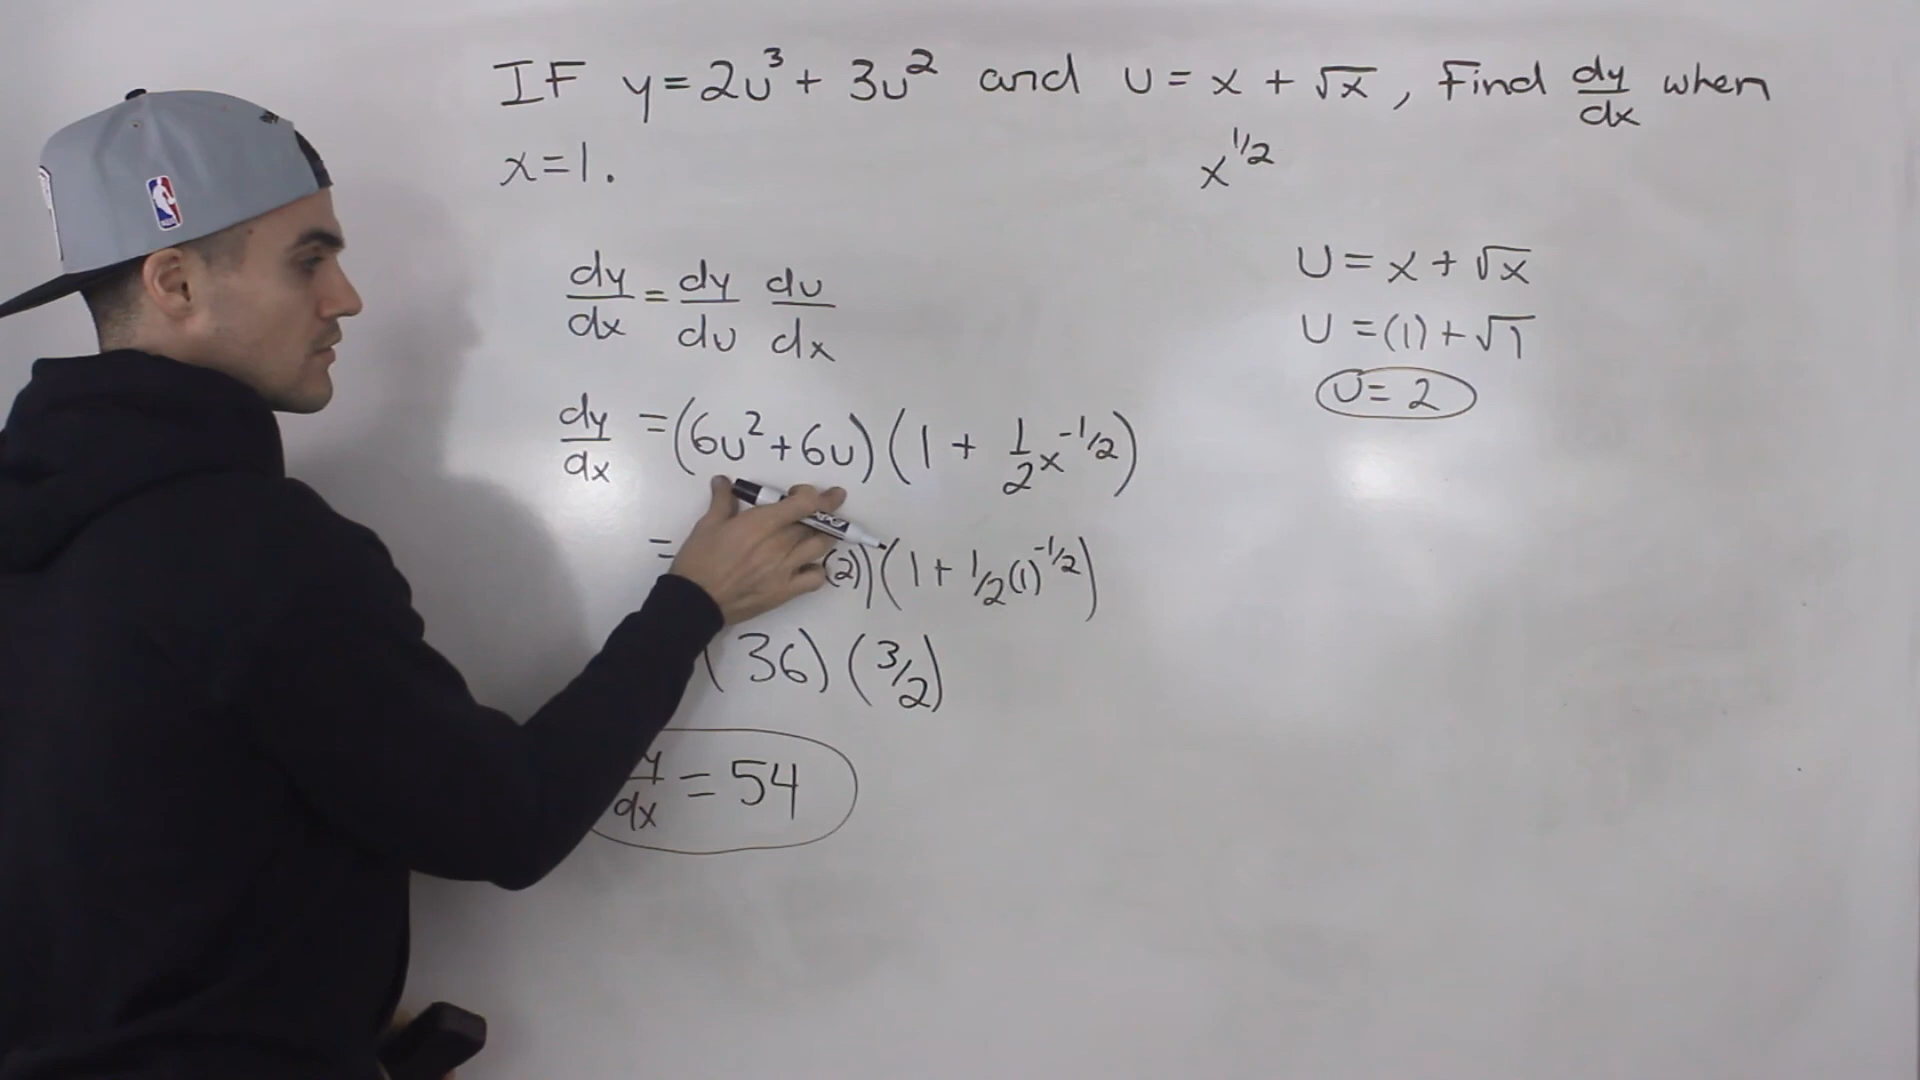 IF y = 2u³ + 3u² and u = x + √x, Find dy/dx when
x = 1.
x^1/2
dy/dx = dy/du du/dx
U = x + √x
U = (1) + √1
U = 2
dy/dx = (6u² + 6u)(1 + 1/2 x^-1/2)
= (2))(1 + 1/2(1)^-1/2)
(36)(3/2)
y/dx = 54